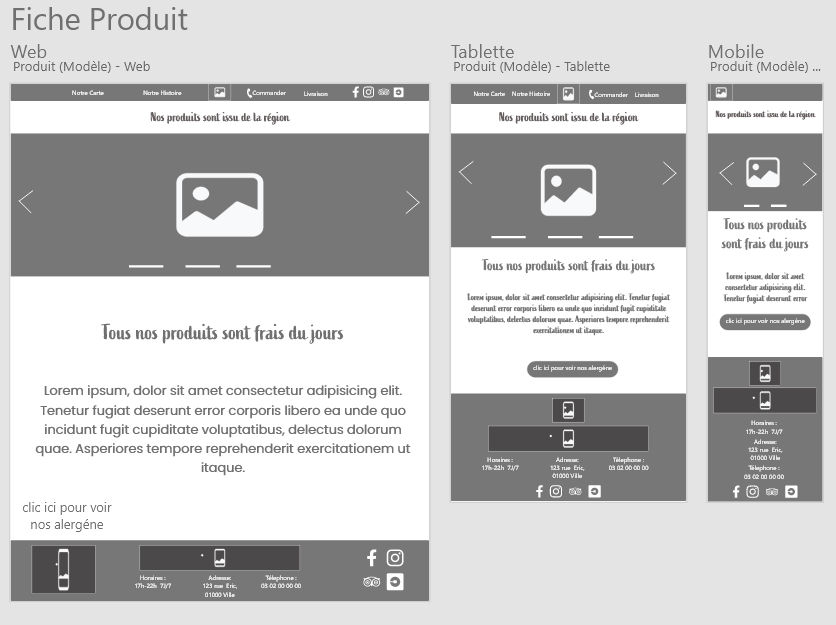 Fiche Produit
Web
Produit (Modèle) - Web
Notre Carte Notre Histoire Commander Livraison
Nos produits sont issu de la région
Tous nos produits sont frais du jours
Lorem ipsum, dolor sit amet consectetur adipisicing elit.
Tenetur fugiat deserunt error corporis libero ea unde quo
incidunt fugit cupiditate voluptatibus, delectus dolorum
quae. Asperiores tempore reprehenderit exercitationem ut
itaque.
clic ici pour voir
nos alergéne
Horaires : Adresse: Télephone :
17h-22h 7J/7 123 rue Eric, 03 02 00 00 00
01000 Ville
Tablette
Produit (Modèle) - Tablette
Notre Carte Notre Histoire Commander Livraison
Nos produits sont issu de la région
Tous nos produits sont frais du jours
Lorem ipsum, dolor sit amet consectetur adipisicing elit. Tenetur fugiat
deserunt error corporis libero ea unde quo incidunt fugit cupiditate
voluptatibus, delectus dolorum quae. Asperiores tempore reprehenderit
exercitationem ut itaque.
clic ici pour voir nos alergéne
Horaires : Adresse: Télephone :
17h-22h 7J/7 123 rue Eric, 03 02 00 00 00
01000 Ville
Mobile
Produit (Modèle) ...
Nos produits sont issu de la région
Tous nos produits
sont frais du jours
Lorem ipsum, dolor sit amet
consectetur adipisicing elit.
Tenetur fugiat deserunt error
clic ici pour voir nos alergéne
Horaires :
17h-22h 7J/7
Adresse:
123 rue Eric,
01000 Ville
Télephone :
03 02 00 00 00